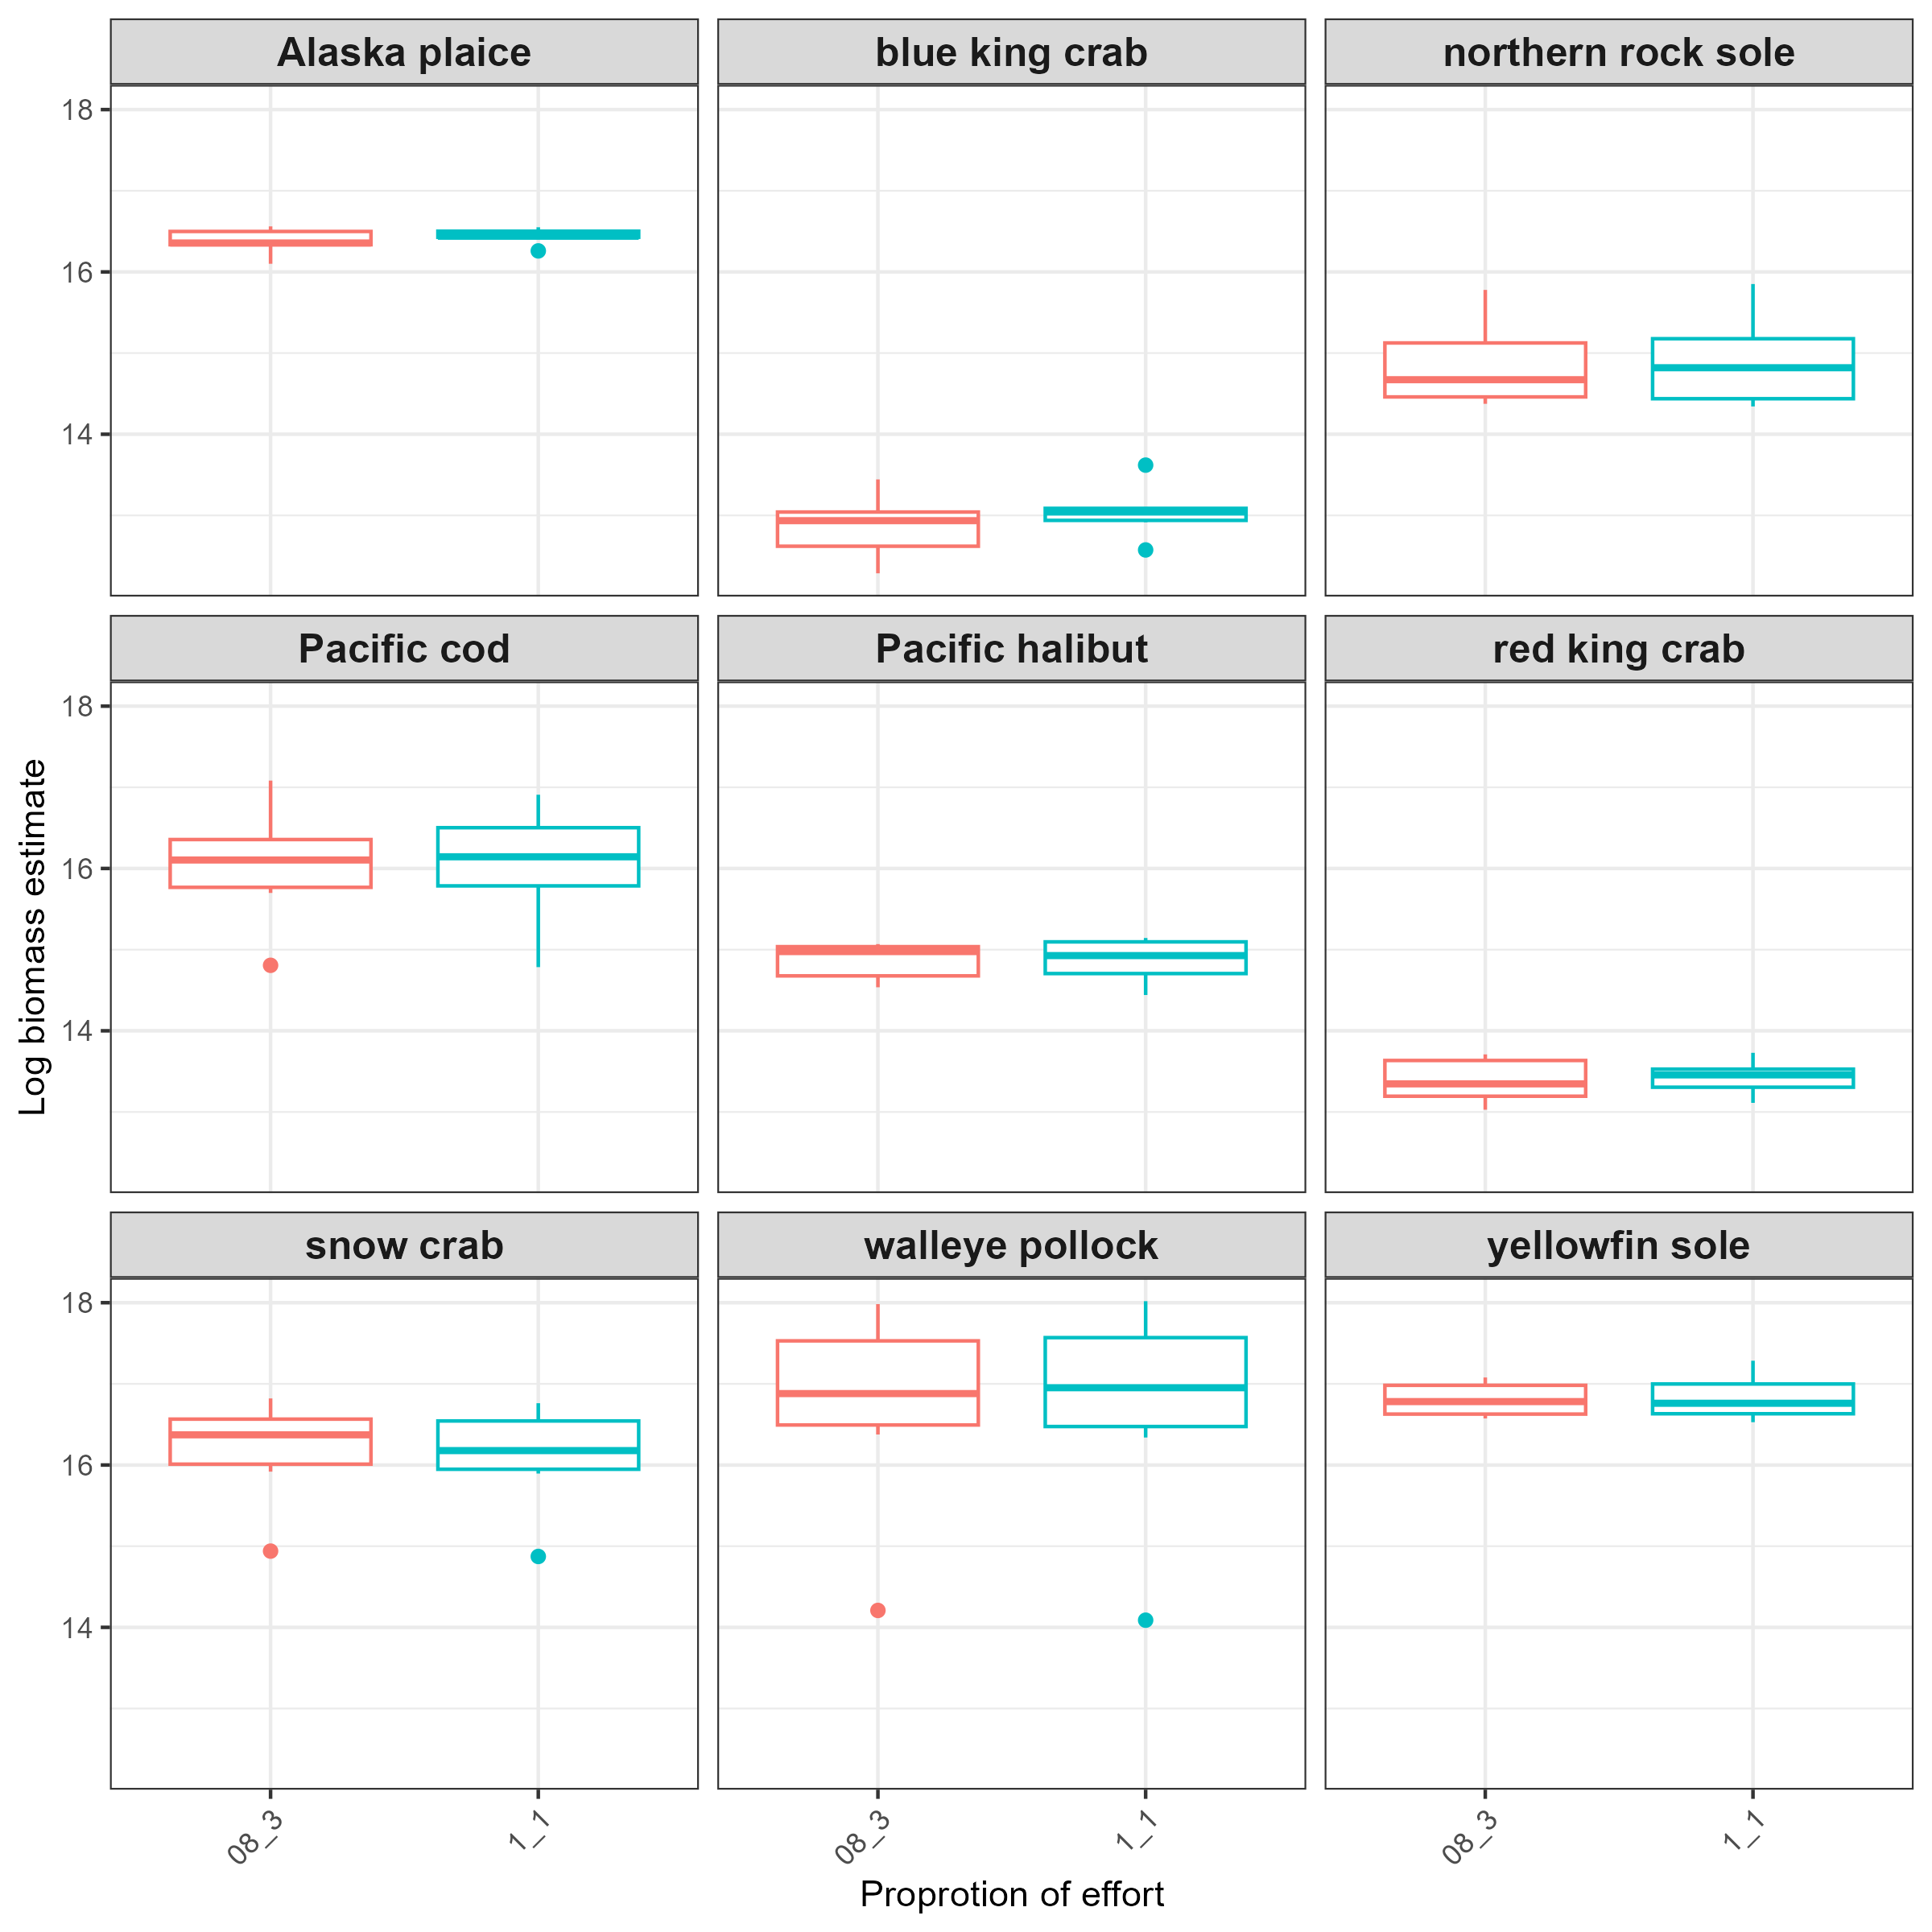 Alaska plaice
blue king crab
northern rock sole
18
16
14
Pacific cod
Pacific halibut
red king crab
18
16
14
Log biomass estimate
snow crab
walleye pollock
yellowfin sole
18
16
14
08_3
1_1
08_3
1_1
08_3
1_1
Proprotion of effort